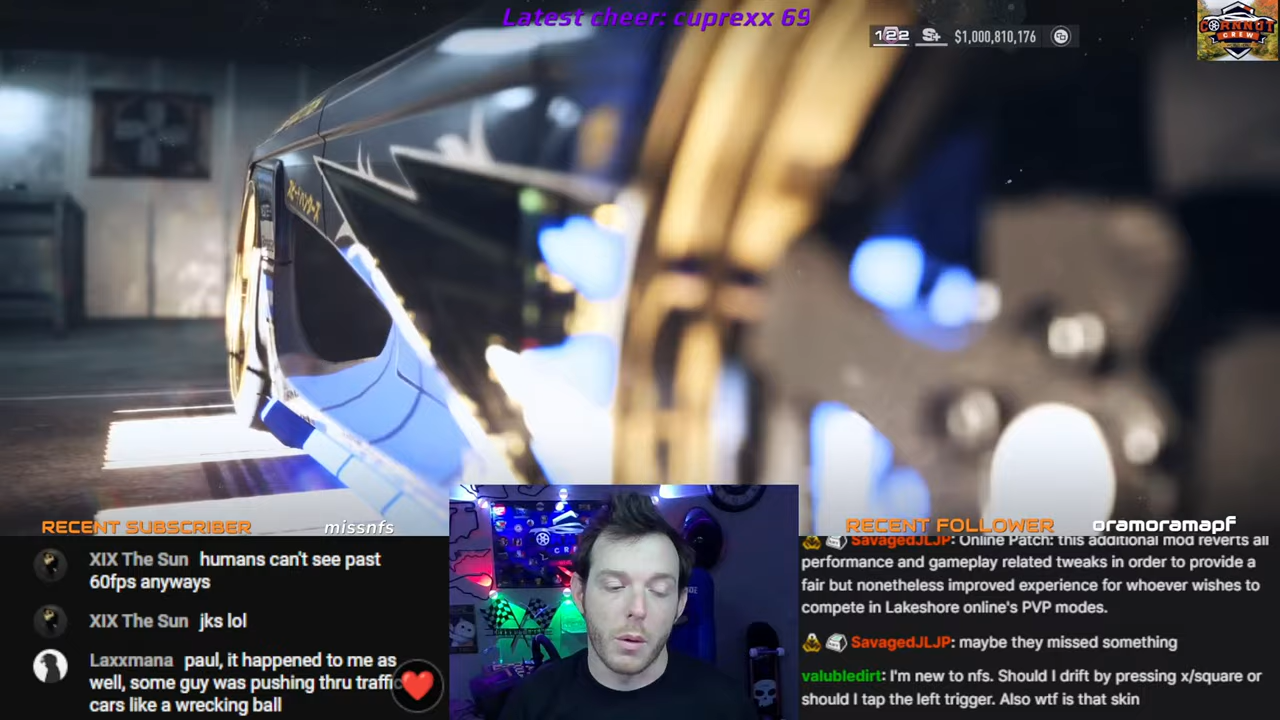 Latest cheer: cuprexx 69
122
$1,000,810,176
CREW
RECENT SUBSCRIBER
missnfs
XIX The Sun humans can't see past
60fps anyways
XIX The Sun jks lol
Laxxmana paul, it happened to me as
well, some guy was pushing thru traffic
cars like a wrecking ball
RECENT FOLLOWER
oramoramapf
SavagedJLJP: Online Patch: this additional mod reverts all
performance and gameplay related tweaks in order to provide a
fair but nonetheless improved experience for whoever wishes to
compete in Lakeshore online's PVP modes.
SavagedJLJP: maybe they missed something
valubledirt: I'm new to nfs. Should I drift by pressing x/square or
should I tap the left trigger. Also wtf is that skin